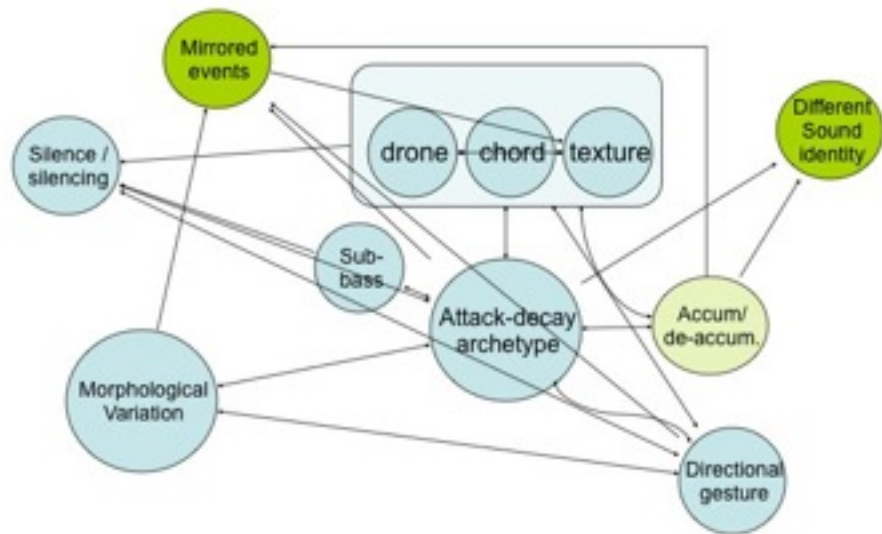 Mirrored
events
Different
Sound
identity
Silence /
silencing
drone
chord
texture
Sub-
bass
Attack-decay
archetype
Accum/
de-accum.
Morphological
Variation
Directional
gesture